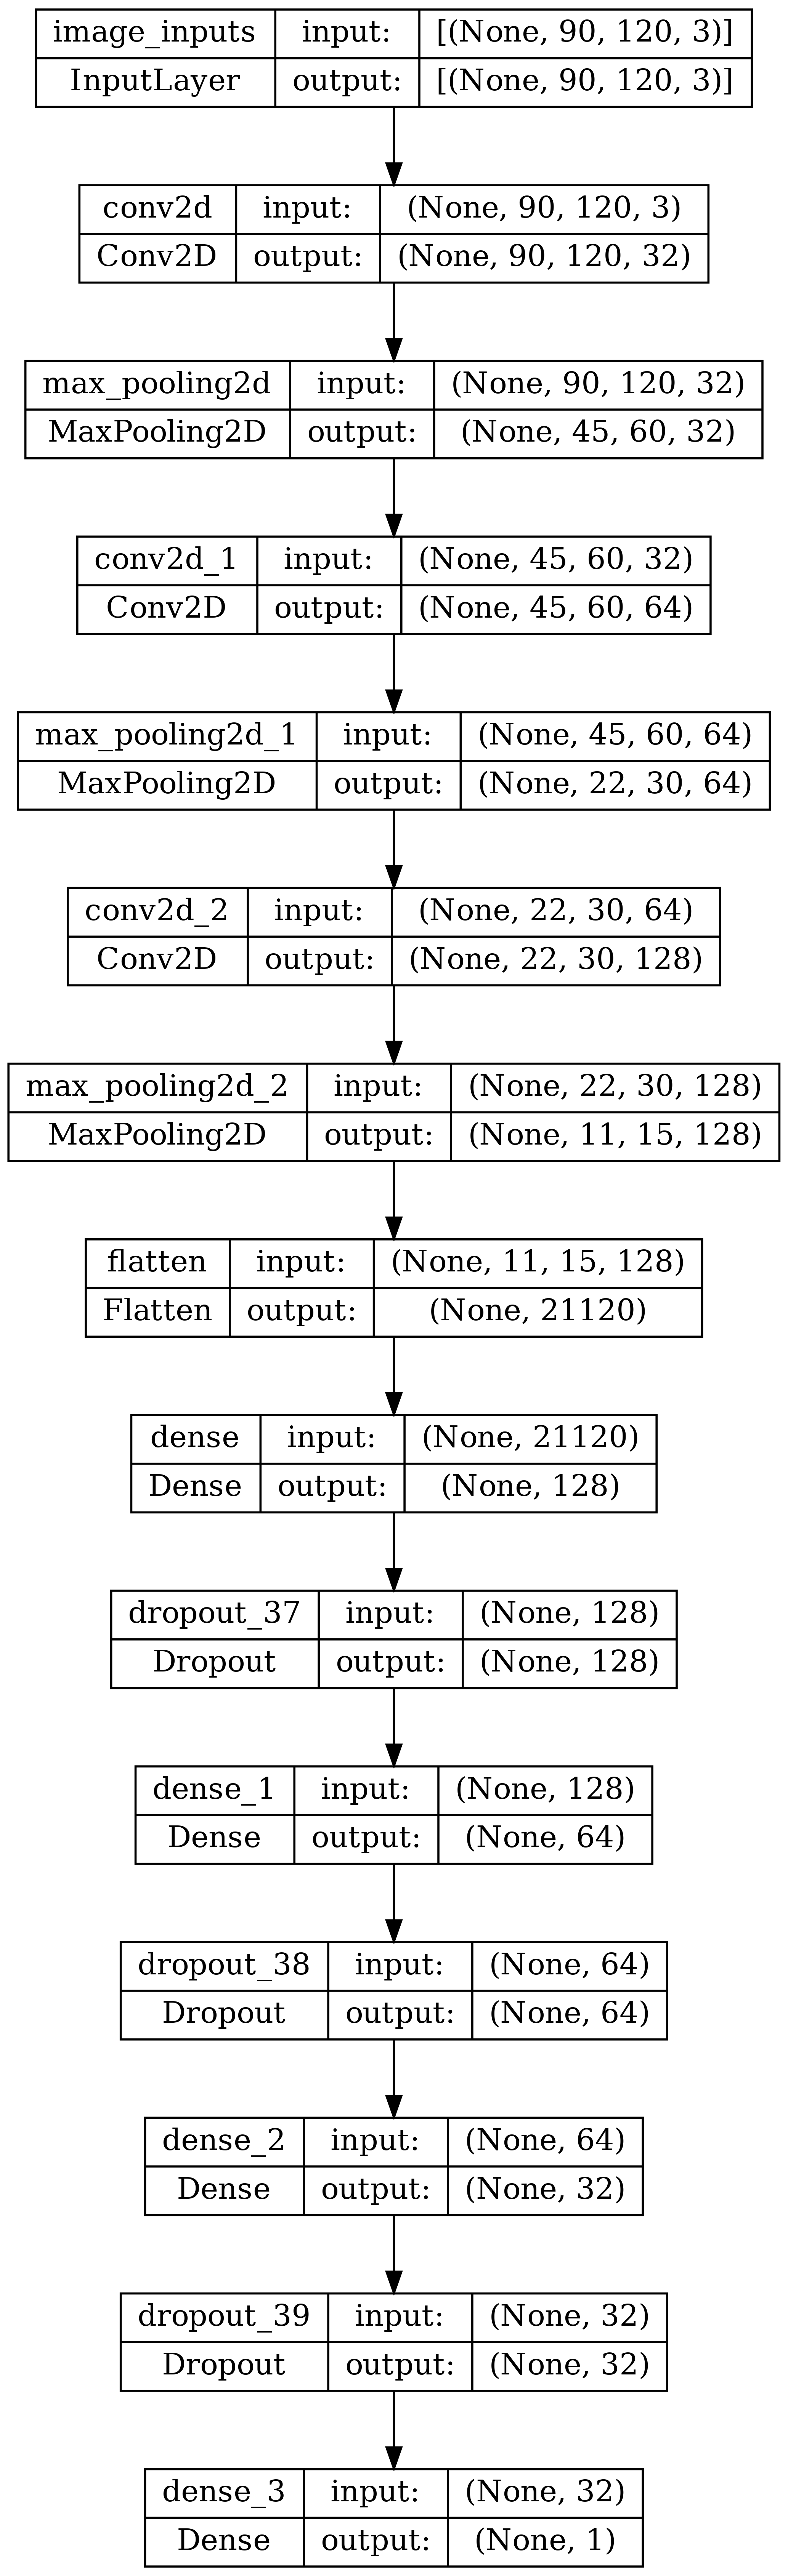 image_inputs input: [(None, 90, 120, 3)]
InputLayer output: [(None, 90, 120, 3)]
conv2d input: (None, 90, 120, 3)
Conv2D output: (None, 90, 120, 32)
max_pooling2d input: (None, 90, 120, 32)
MaxPooling2D output: (None, 45, 60, 32)
conv2d_1 input: (None, 45, 60, 32)
Conv2D output: (None, 45, 60, 64)
max_pooling2d_1 input: (None, 45, 60, 64)
MaxPooling2D output: (None, 22, 30, 64)
conv2d_2 input: (None, 22, 30, 64)
Conv2D output: (None, 22, 30, 128)
max_pooling2d_2 input: (None, 22, 30, 128)
MaxPooling2D output: (None, 11, 15, 128)
flatten input: (None, 11, 15, 128)
Flatten output: (None, 21120)
dense input: (None, 21120)
Dense output: (None, 128)
dropout_37 input: (None, 128)
Dropout output: (None, 128)
dense_1 input: (None, 128)
Dense output: (None, 64)
dropout_38 input: (None, 64)
Dropout output: (None, 64)
dense_2 input: (None, 64)
Dense output: (None, 32)
dropout_39 input: (None, 32)
Dropout output: (None, 32)
dense_3 input: (None, 32)
Dense output: (None, 1)